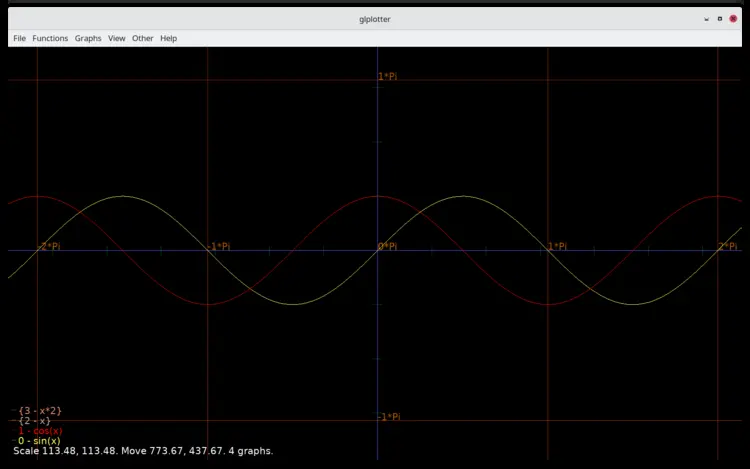 glplotter
File Functions Graphs View Other Help
1*Pi
-2*Pi -1*Pi 0*Pi 1*Pi 2*Pi
-1*Pi
{3 - x*2}
{2 - x}
1 - cos(x)
0 - sin(x)
Scale 113.48, 113.48. Move 773.67, 437.67. 4 graphs.